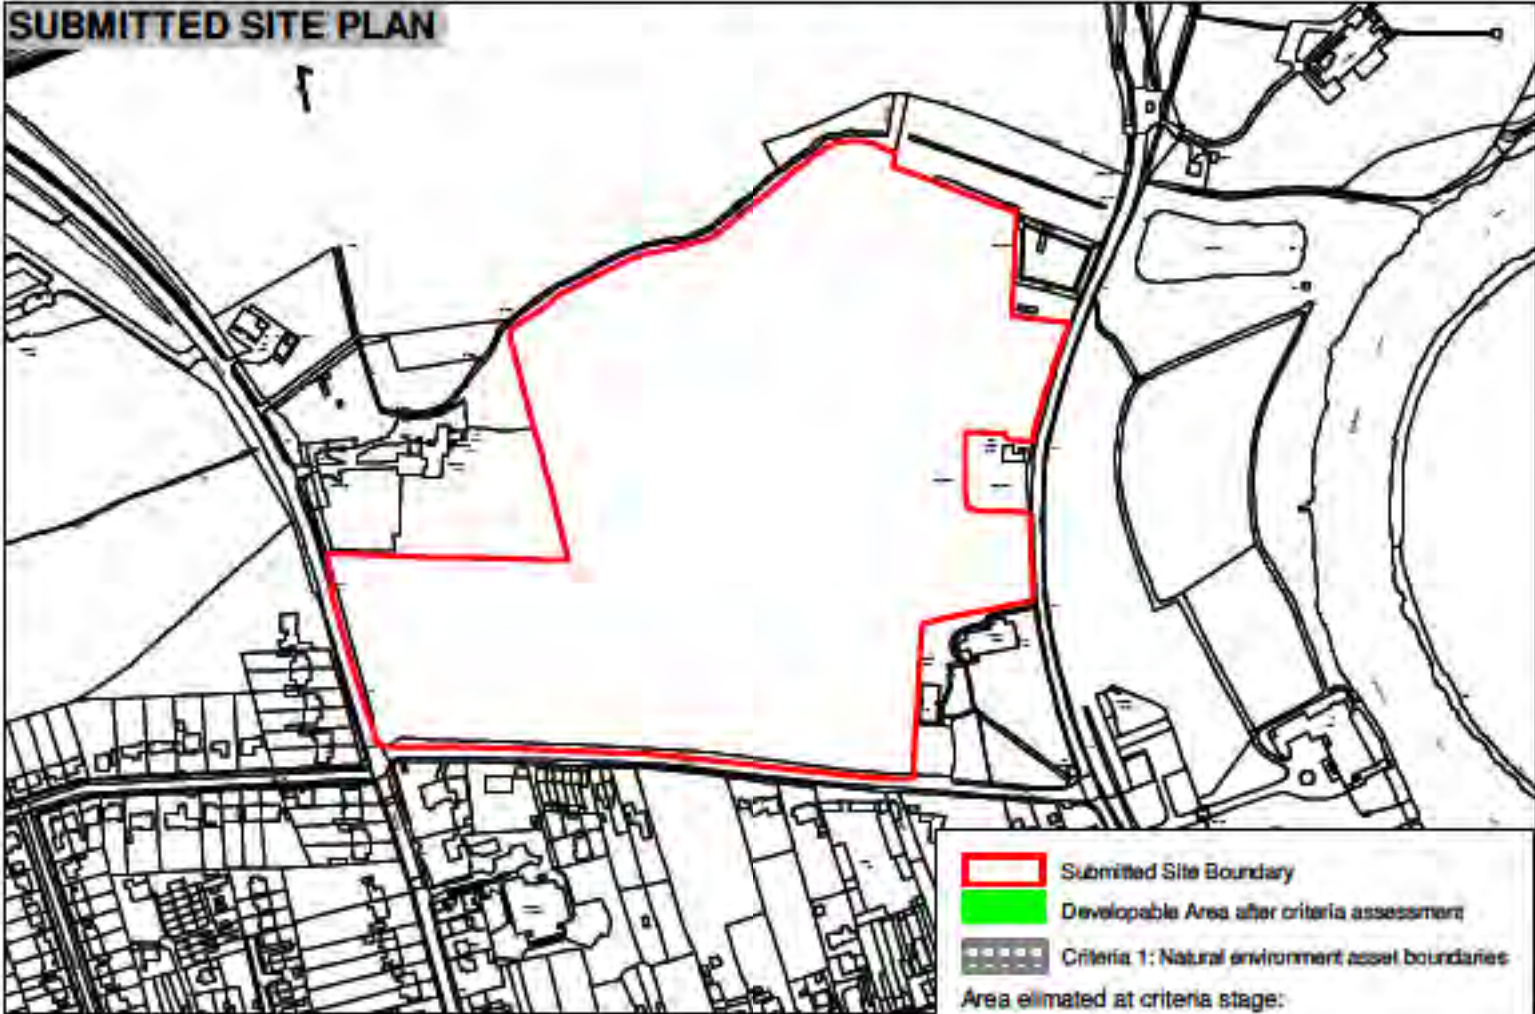 SUBMITTED SITE PLAN
Submitted Site Boundary
Developable Area after criteria assessment
Criteria 1: Natural environment asset boundaries
Area elimated at criteria stage: